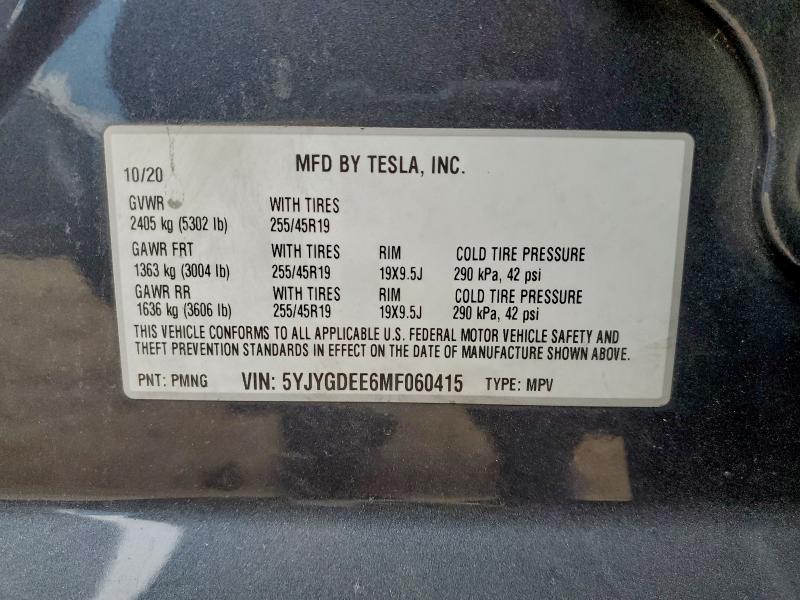 MFD BY TESLA, INC.
10/20
GVWR WITH TIRES
2405 kg (5302 lb) 255/45R19
GAWR FRT WITH TIRES RIM COLD TIRE PRESSURE
1363 kg (3004 lb) 255/45R19 19X9.5J 290 kPa, 42 psi
GAWR RR WITH TIRES RIM COLD TIRE PRESSURE
1636 kg (3606 lb) 255/45R19 19X9.5J 290 kPa, 42 psi
THIS VEHICLE CONFORMS TO ALL APPLICABLE U.S. FEDERAL MOTOR VEHICLE SAFETY AND
THEFT PREVENTION STANDARDS IN EFFECT ON THE DATE OF MANUFACTURE SHOWN ABOVE.
PNT: PMNG VIN: 5YJYGDEE6MF060415 TYPE: MPV